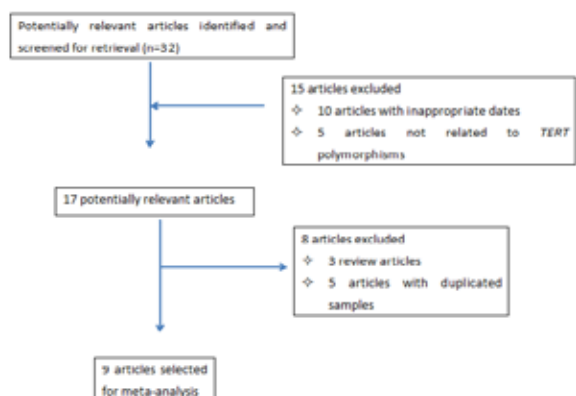 Potentially relevant articles identified and
screened for retrieval (n=32)
15 articles excluded
✧ 10 articles with inappropriate dates
✧ 5 articles not related to TERT
polymorphisms
17 potentially relevant articles
8 articles excluded
✧ 3 review articles
✧ 5 articles with duplicated
samples
9 articles selected
for meta-analysis